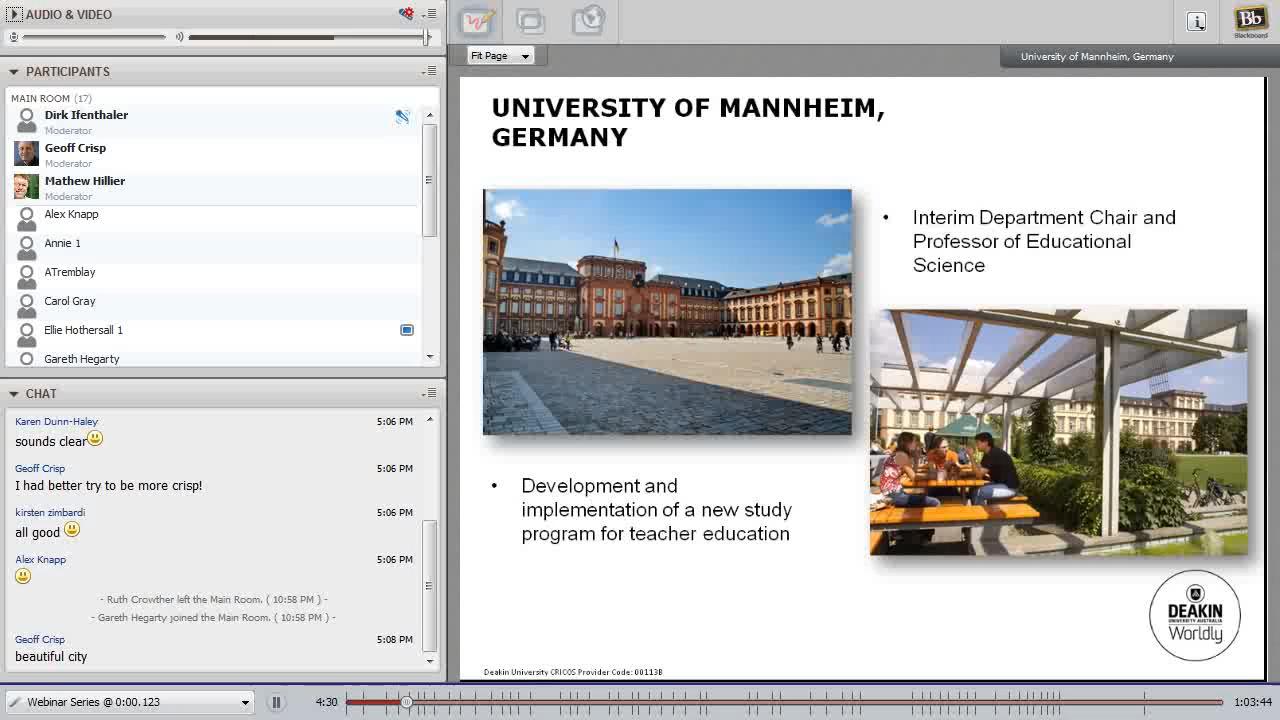 AUDIO & VIDEO
PARTICIPANTS
MAIN ROOM (17)
Dirk Ifenthaler
Moderator
Geoff Crisp
Moderator
Mathew Hillier
Moderator
Alex Knapp
Annie 1
ATremblay
Carol Gray
Ellie Hothersall 1
Gareth Hegarty
CHAT
Karen Dunn-Haley 5:06 PM
sounds clear
Geoff Crisp 5:06 PM
I had better try to be more crisp!
kirsten zimbardi 5:06 PM
all good
Alex Knapp 5:06 PM
- Ruth Crowther left the Main Room. ( 10:58 PM ) -
- Gareth Hegarty joined the Main Room. ( 10:58 PM ) -
Geoff Crisp 5:08 PM
beautiful city
Bb
Blackboard
Fit Page
University of Mannheim, Germany
UNIVERSITY OF MANNHEIM,
GERMANY
• Interim Department Chair and
Professor of Educational
Science
• Development and
implementation of a new study
program for teacher education
DEAKIN
UNIVERSITY AUSTRALIA
Worldly
Deakin University CRICOS Provider Code: 00113B
Webinar Series @ 0:00.123
4:30
1:03:44